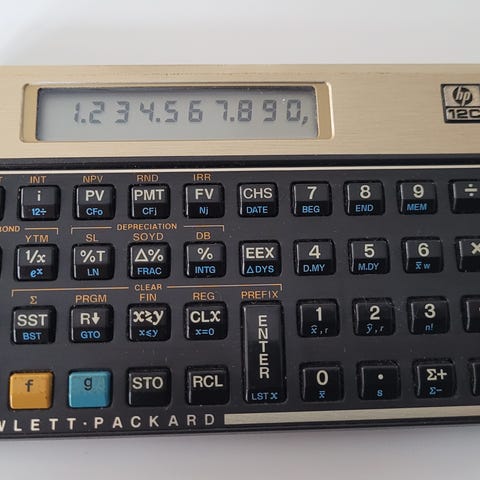 1.234.567.890,
hp
12C
INT NPV RND IRR
i PV PMT FV CHS 7 8 9 ÷
12÷ CFo CFj Nj DATE BEG END MEM
DEPRECIATION
OND YTM SL SOYD DB
1/x %T Δ% % EEX 4 5 6 ×
eˣ LN FRAC INTG ΔDYS D.MY M.DY x̄w
CLEAR
Σ PRGM FIN REG PREFIX
SST R↓ x≷y CLX ENTER 1 2 3
BST GTO x≤y x=0 LSTX x̂,r ŷ,r n!
f g STO RCL 0 . Σ+
x̄ s Σ-
WLETT·PACKARD